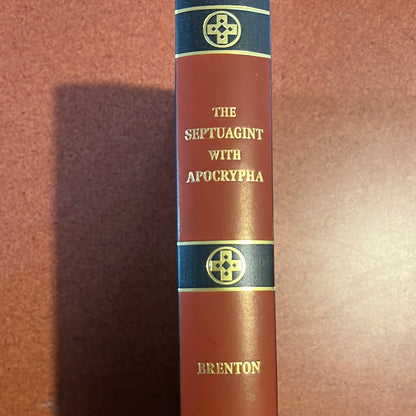 THE
SEPTUAGINT
WITH
APOCRYPHA
BRENTON